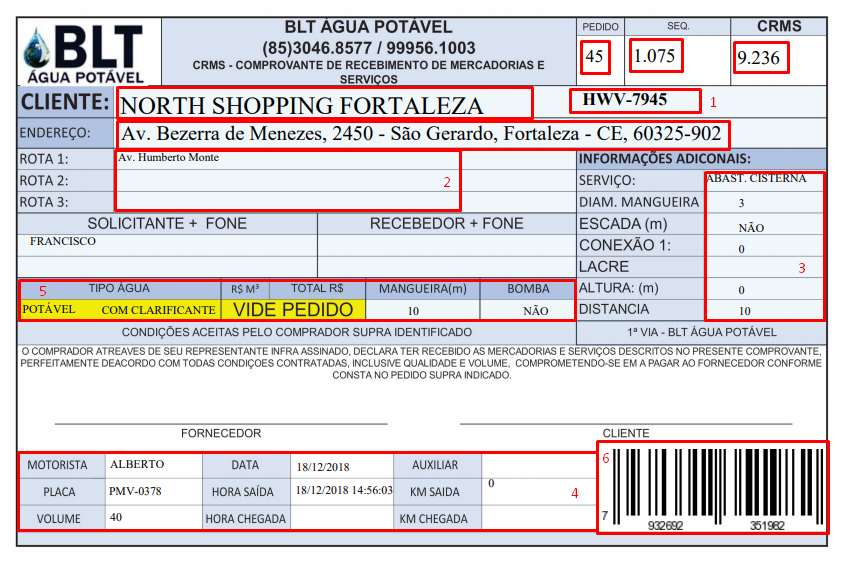 BLT
ÁGUA POTÁVEL
BLT ÁGUA POTÁVEL
(85)3046.8577 / 99956.1003
CRMS - COMPROVANTE DE RECEBIMENTO DE MERCADORIAS E
SERVIÇOS
PEDIDO SEQ. CRMS
45 1.075 9.236
CLIENTE: NORTH SHOPPING FORTALEZA HWV-7945 1
ENDEREÇO: Av. Bezerra de Menezes, 2450 - São Gerardo, Fortaleza - CE, 60325-902
ROTA 1: Av. Humberto Monte
ROTA 2: 2
ROTA 3:
INFORMAÇÕES ADICONAIS:
SERVIÇO: ABAST. CISTERNA
DIAM. MANGUEIRA 3
ESCADA (m) NÃO
CONEXÃO 1: 0
LACRE 3
ALTURA: (m) 0
DISTANCIA 10
SOLICITANTE + FONE RECEBEDOR + FONE
FRANCISCO
5 TIPO ÁGUA R$ M³ TOTAL R$ MANGUEIRA(m) BOMBA
POTÁVEL COM CLARIFICANTE VIDE PEDIDO 10 NÃO
CONDIÇÕES ACEITAS PELO COMPRADOR SUPRA IDENTIFICADO 1ª VIA - BLT ÁGUA POTÁVEL
O COMPRADOR ATREAVES DE SEU REPRESENTANTE INFRA ASSINADO, DECLARA TER RECEBIDO AS MERCADORIAS E SERVIÇOS DESCRITOS NO PRESENTE COMPROVANTE,
PERFEITAMENTE DEACORDO COM TODAS CONDIÇOES CONTRATADAS, INCLUSIVE QUALIDADE E VOLUME, COMPROMETENDO-SE EM A PAGAR AO FORNECEDOR CONFORME
CONSTA NO PEDIDO SUPRA INDICADO.
FORNECEDOR CLIENTE
MOTORISTA ALBERTO DATA 18/12/2018 AUXILIAR
PLACA PMV-0378 HORA SAÍDA 18/12/2018 14:56:03 KM SAIDA 0 4
VOLUME 40 HORA CHEGADA KM CHEGADA
6
7 932692 351982